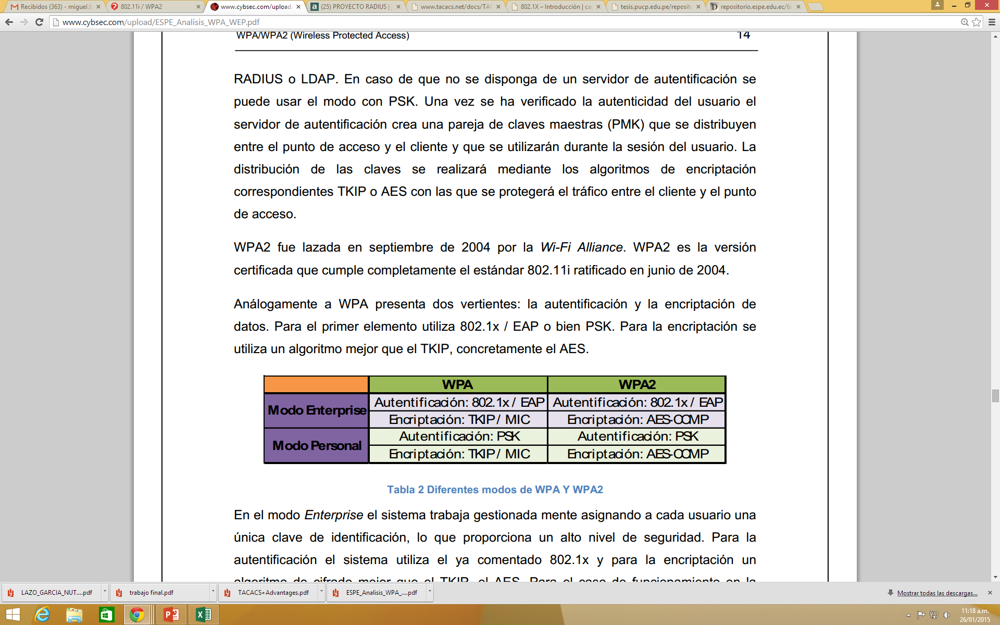 Recibidos (363) - miguel.b
802.11i / WPA2
www.cybsec.com/upload
(25) PROYECTO RADIUS | j
www.tacacs.net/docs/TAC
802.1X – Introducción | ca
tesis.pucp.edu.pe/reposit
repositorio.espe.edu.ec/bi
www.cybsec.com/upload/ESPE_Analisis_WPA_WEP.pdf
WPA/WPA2 (Wireless Protected Access) 14
RADIUS o LDAP. En caso de que no se disponga de un servidor de autentificación se
puede usar el modo con PSK. Una vez se ha verificado la autenticidad del usuario el
servidor de autentificación crea una pareja de claves maestras (PMK) que se distribuyen
entre el punto de acceso y el cliente y que se utilizarán durante la sesión del usuario. La
distribución de las claves se realizará mediante los algoritmos de encriptación
correspondientes TKIP o AES con las que se protegerá el tráfico entre el cliente y el punto
de acceso.
WPA2 fue lazada en septiembre de 2004 por la Wi-Fi Alliance. WPA2 es la versión
certificada que cumple completamente el estándar 802.11i ratificado en junio de 2004.
Análogamente a WPA presenta dos vertientes: la autentificación y la encriptación de
datos. Para el primer elemento utiliza 802.1x / EAP o bien PSK. Para la encriptación se
utiliza un algoritmo mejor que el TKIP, concretamente el AES.
WPA WPA2
Modo Enterprise
Autentificación: 802.1x / EAP Autentificación: 802.1x / EAP
Encriptación: TKIP / MIC Encriptación: AES-CCMP
Modo Personal
Autentificación: PSK Autentificación: PSK
Encriptación: TKIP / MIC Encriptación: AES-CCMP
Tabla 2 Diferentes modos de WPA Y WPA2
En el modo Enterprise el sistema trabaja gestionada mente asignando a cada usuario una
única clave de identificación, lo que proporciona un alto nivel de seguridad. Para la
autentificación el sistema utiliza el ya comentado 802.1x y para la encriptación un
algoritmo de cifrado mejor que el TKIP, el AES. Para el caso de funcionamiento en la
LAZO_GARCIA_NUT....pdf
trabajo final.pdf
TACACS+Advantages.pdf
ESPE_Analisis_WPA_....pdf
Mostrar todas las descargas...
11:18 a.m.
26/01/2015